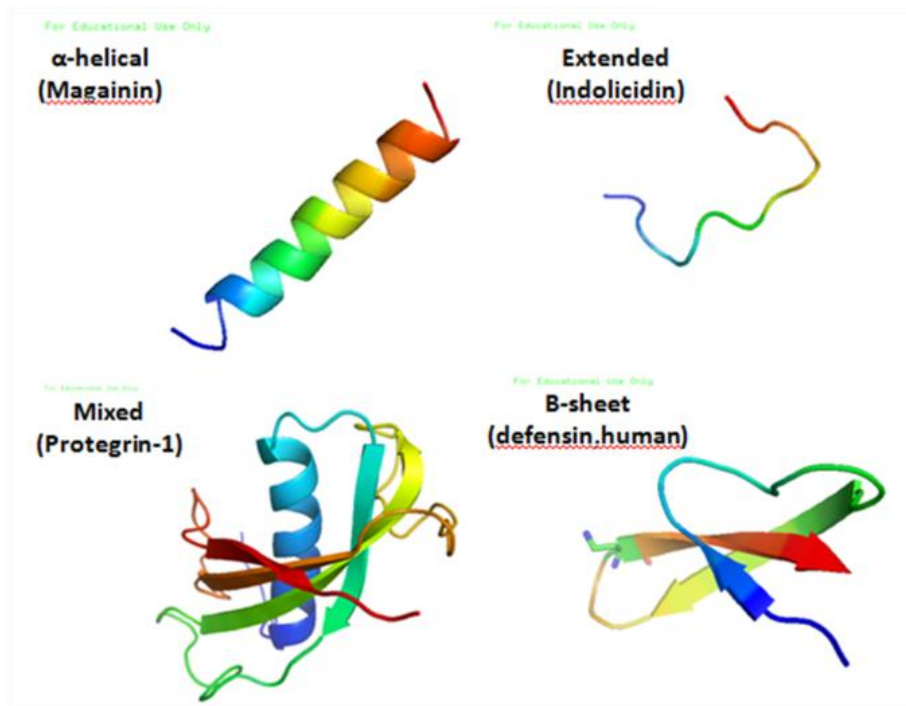 For Educational Use Only
α-helical
(Magainin)
For Educational Use Only
Extended
(Indolicidin)
For Educational Use Only
Mixed
(Protegrin-1)
For Educational Use Only
B-sheet
(defensin.human)